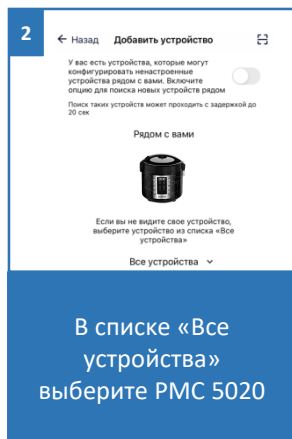 2
← Назад Добавить устройство
У вас есть устройства, которые могут
конфигурировать ненастроенные
устройства рядом с вами. Включите
опцию для поиска новых устройств рядом
Поиск таких устройств может проходить с задержкой до
20 сек
Рядом с вами
Если вы не видите свое устройство,
выберите устройство из списка «Все
устройства»
Все устройства
В списке «Все
устройства»
выберите РМС 5020